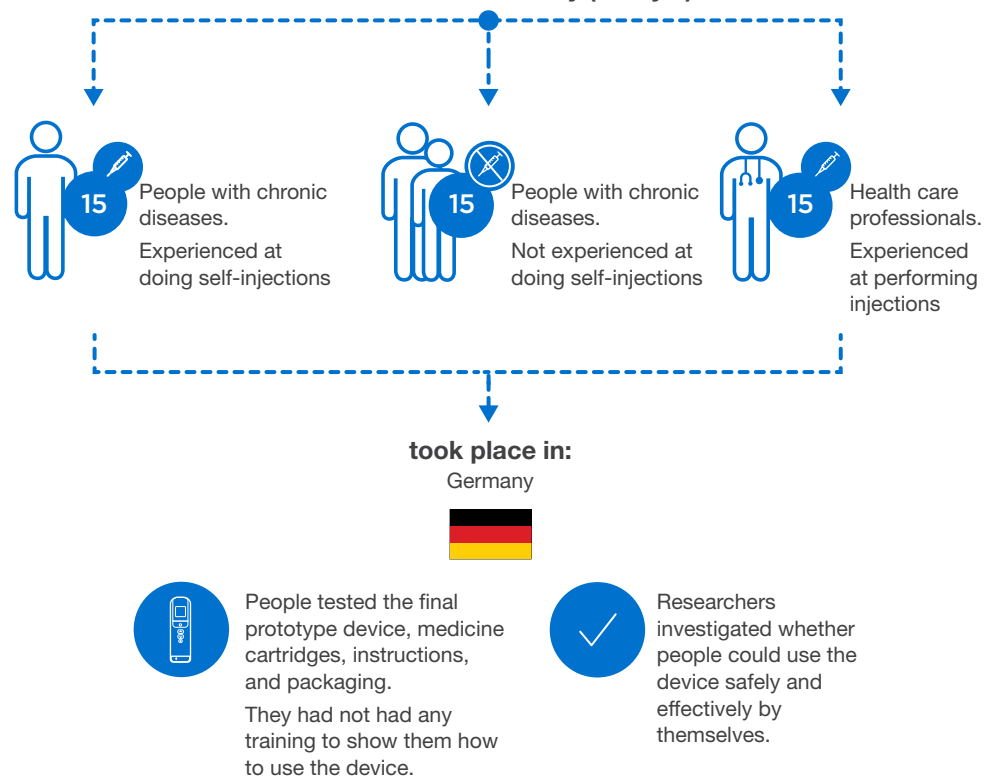 15
People with chronic
diseases.
Experienced at
doing self-injections
15
People with chronic
diseases.
Not experienced at
doing self-injections
15
Health care
professionals.
Experienced
at performing
injections
took place in:
Germany
People tested the final
prototype device, medicine
cartridges, instructions,
and packaging.
They had not had any
training to show them how
to use the device.
Researchers
investigated whether
people could use the
device safely and
effectively by
themselves.